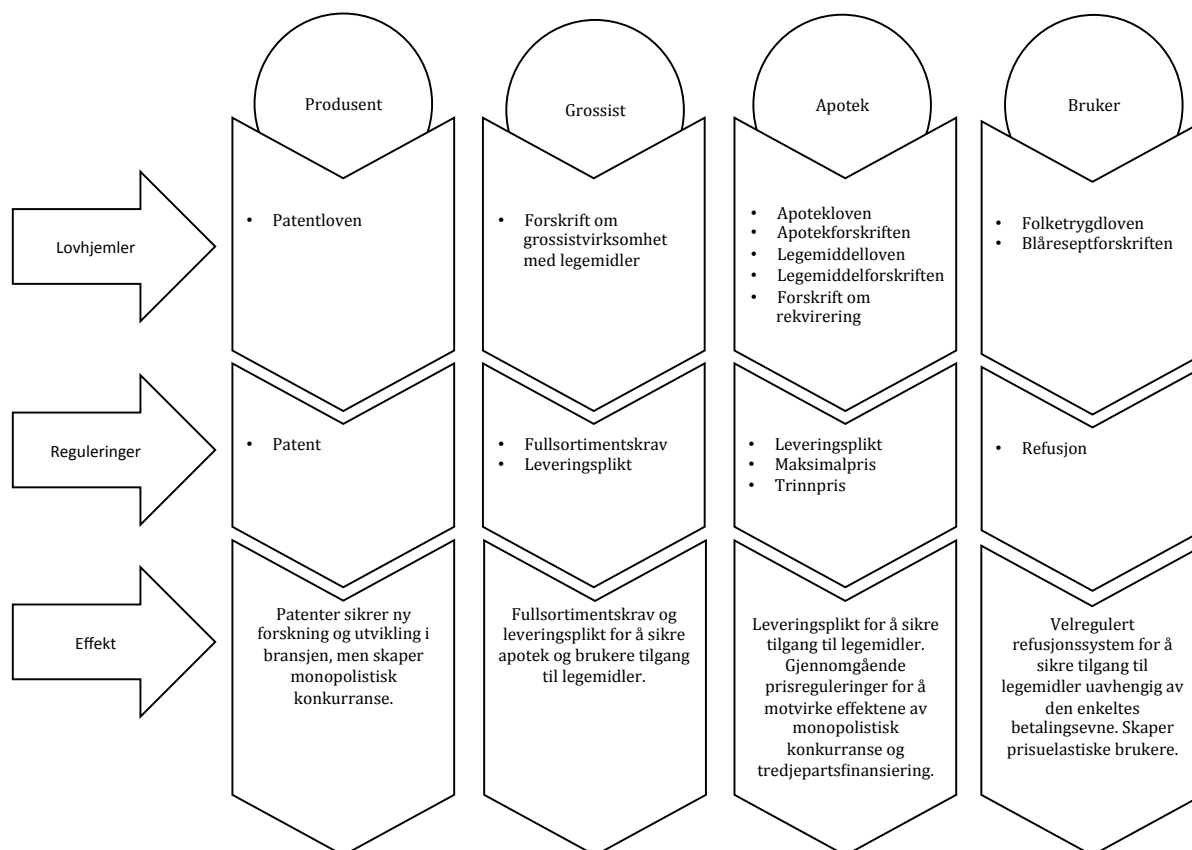 Produsent
Grossist
Apotek
Bruker
Lovhjemler
• Patentloven
• Forskrift om
grossistvirksomhet
med legemidler
• Apotekloven
• Apotekforskriften
• Legemiddelloven
• Legemiddelforskriften
• Forskrift om
rekvirering
• Folketrygdloven
• Blåreseptforskriften
Reguleringer
• Patent
• Fullsortimentskrav
• Leveringsplikt
• Leveringsplikt
• Maksimalpris
• Trinnpris
• Refusjon
Effekt
Patenter sikrer ny
forskning og utvikling i
bransjen, men skaper
monopolistisk
konkurranse.
Fullsortimentskrav og
leveringsplikt for å sikre
apotek og brukere tilgang
til legemidler.
Leveringsplikt for å sikre
tilgang til legemidler.
Gjennomgående
prisreguleringer for å
motvirke effektene av
monopolistisk
konkurranse og
tredjepartsfinansiering.
Velregulert
refusjonssystem for å
sikre tilgang til
legemidler uavhengig av
den enkeltes
betalingsevne. Skaper
prisuelastiske brukere.